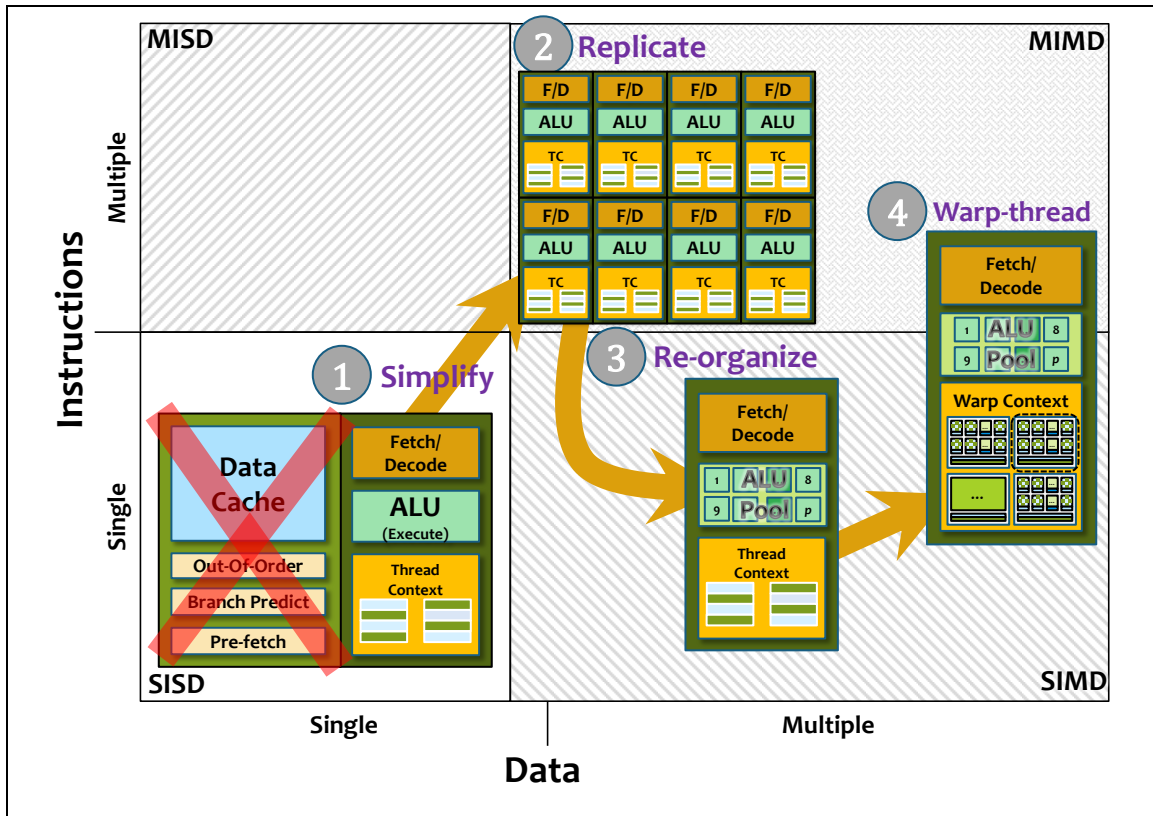 MISD
MIMD
2 Replicate
F/D F/D F/D F/D
ALU ALU ALU ALU
TC TC TC TC
F/D F/D F/D F/D
ALU ALU ALU ALU
TC TC TC TC
4 Warp-thread
Fetch/
Decode
1 ALU 8
9 Pool p
Warp Context
...
1 Simplify
Data
Cache
Out-Of-Order
Branch Predict
Pre-fetch
Fetch/
Decode
ALU
(Execute)
Thread
Context
3 Re-organize
Fetch/
Decode
1 ALU 8
9 Pool p
Thread
Context
SISD
SIMD
Instructions
Multiple
Single
Single
Multiple
Data